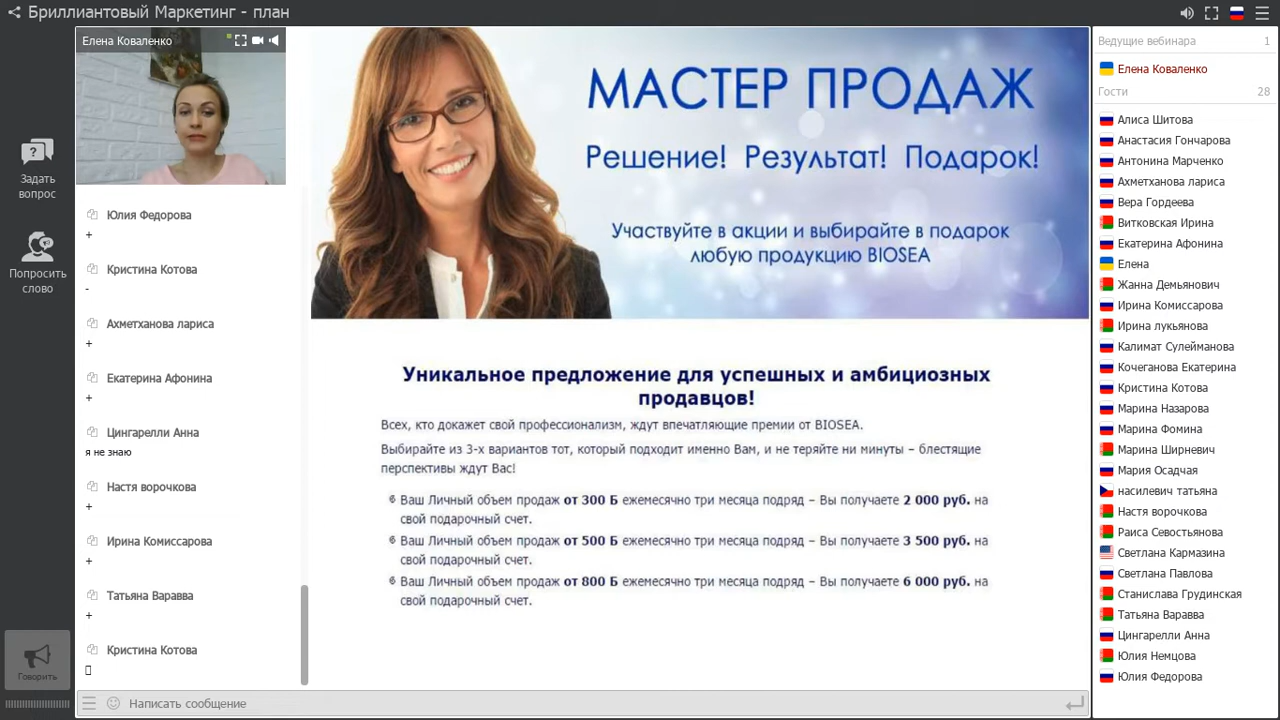 Бриллиантовый Маркетинг - план
Елена Коваленко
Задать
вопрос
Попросить
слово
Говорить
Юлия Федорова
+
Кристина Котова
-
Ахметханова лариса
+
Екатерина Афонина
+
Цингарелли Анна
я не знаю
Настя ворочкова
+
Ирина Комиссарова
+
Татьяна Варавва
+
Кристина Котова
Написать сообщение
МАСТЕР ПРОДАЖ
Решение! Результат! Подарок!
Участвуйте в акции и выбирайте в подарок
любую продукцию BIOSEA
Уникальное предложение для успешных и амбициозных
продавцов!
Всех, кто докажет свой профессионализм, ждут впечатляющие премии от BIOSEA.
Выбирайте из 3-х вариантов тот, который подходит именно Вам, и не теряйте ни минуты – блестящие
перспективы ждут Вас!
Ваш Личный объем продаж от 300 Б ежемесячно три месяца подряд – Вы получаете 2 000 руб. на
свой подарочный счет.
Ваш Личный объем продаж от 500 Б ежемесячно три месяца подряд – Вы получаете 3 500 руб. на
свой подарочный счет.
Ваш Личный объем продаж от 800 Б ежемесячно три месяца подряд – Вы получаете 6 000 руб. на
свой подарочный счет.
Ведущие вебинара 1
Елена Коваленко
Гости 28
Алиса Шитова
Анастасия Гончарова
Антонина Марченко
Ахметханова лариса
Вера Гордеева
Витковская Ирина
Екатерина Афонина
Елена
Жанна Демьянович
Ирина Комиссарова
Ирина лукьянова
Калимат Сулейманова
Кочеганова Екатерина
Кристина Котова
Марина Назарова
Марина Фомина
Марина Ширневич
Мария Осадчая
насилевич татьяна
Настя ворочкова
Раиса Севостьянова
Светлана Кармазина
Светлана Павлова
Станислава Грудинская
Татьяна Варавва
Цингарелли Анна
Юлия Немцова
Юлия Федорова